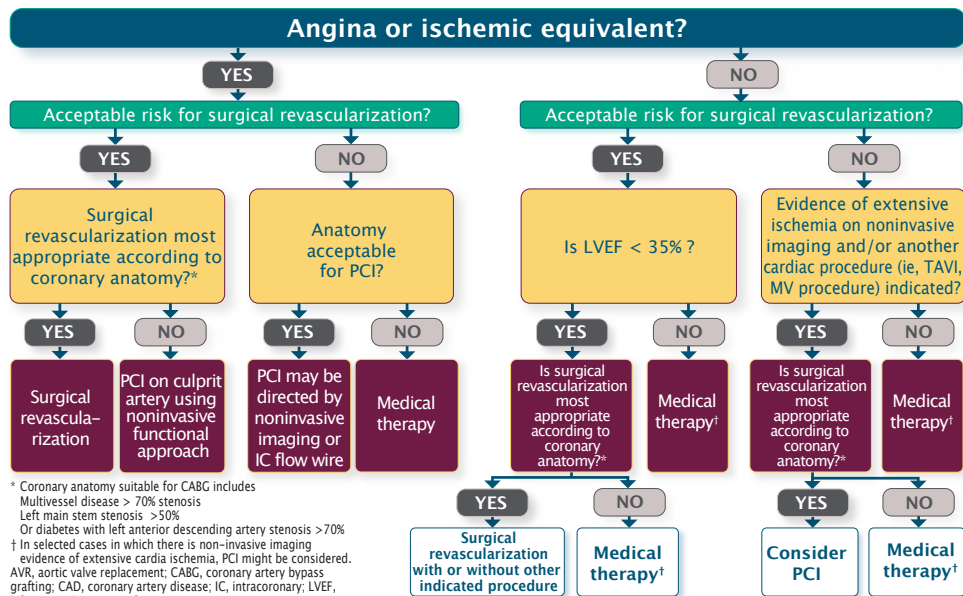 Angina or ischemic equivalent?
YES
NO
Acceptable risk for surgical revascularization?
Acceptable risk for surgical revascularization?
YES
NO
YES
NO
Surgical
revascularization most
appropriate according to
coronary anatomy?*
Anatomy
acceptable
for PCI?
Is LVEF < 35% ?
Evidence of extensive
ischemia on noninvasive
imaging and/or another
cardiac procedure (ie, TAVI,
MV procedure) indicated?
YES
NO
YES
NO
YES
NO
YES
NO
Surgical
revascula-
rization
PCI on culprit
artery using
noninvasive
functional
approach
PCI may be
directed by
noninvasive
imaging or
IC flow wire
Medical
therapy
Is surgical
revascularization
most
appropriate
according to
coronary
anatomy?*
Medical
therapy†
Is surgical
revascularization
most
appropriate
according to
coronary
anatomy?*
Medical
therapy†
YES
NO
YES
NO
Surgical
revascularization
with or without other
indicated procedure
Medical
therapy†
Consider
PCI
Medical
therapy†
* Coronary anatomy suitable for CABG includes
Multivessel disease > 70% stenosis
Left main stem stenosis >50%
Or diabetes with left anterior descending artery stenosis >70%
† In selected cases in which there is non-invasive imaging
evidence of extensive cardia ischemia, PCI might be considered.
AVR, aortic valve replacement; CABG, coronary artery bypass
grafting; CAD, coronary artery disease; IC, intracoronary; LVEF,